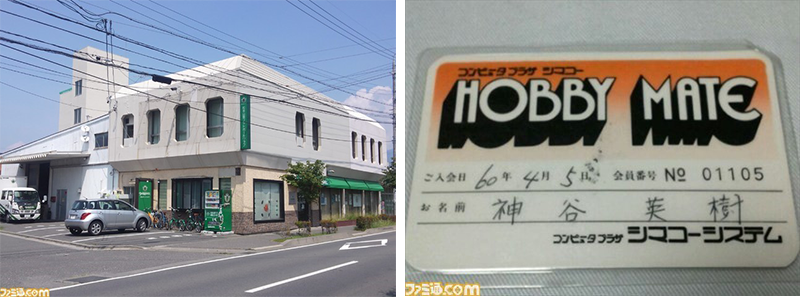 ファミ通.com
コンピュータ プラザ シマコー
HOBBY MATE
ご入会日 60年 4月 5日 会員番号 No 01105
お名前 神谷英樹
コンピュータ プラザ シマコーシステム
ファミ通.com